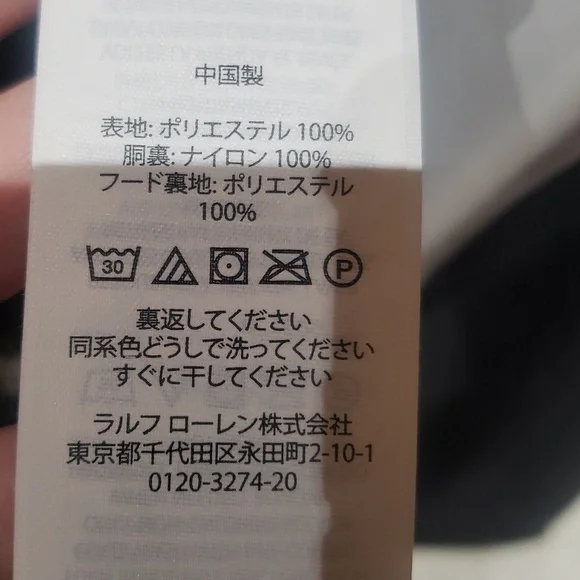 中国製
表地: ポリエステル 100%
胴裏: ナイロン 100%
フード裏地: ポリエステル
100%
30
P
裏返してください
同系色どうしで洗ってください
すぐに干してください
ラルフ ローレン株式会社
東京都千代田区永田町2-10-1
0120-3274-20